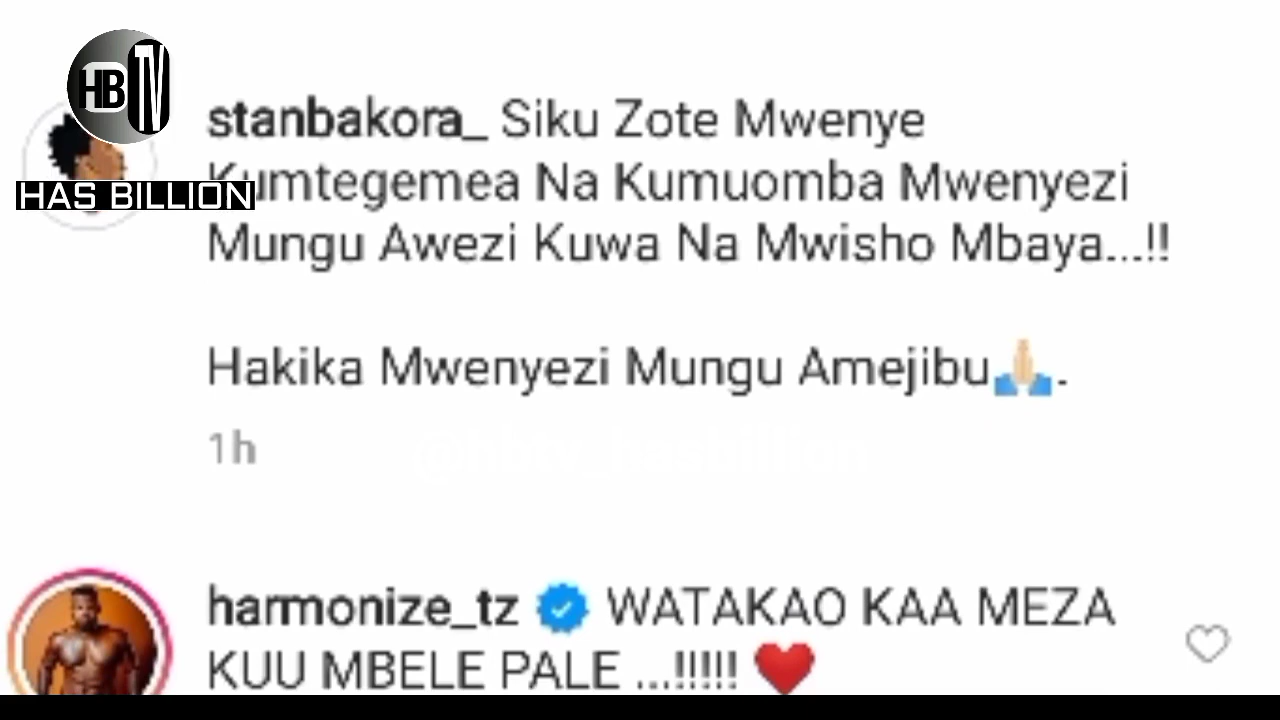 HB TV
HAS BILLION
stanbakora_ Siku Zote Mwenye
Kumtegemea Na Kumuomba Mwenyezi
Mungu Awezi Kuwa Na Mwisho Mbaya...!!
Hakika Mwenyezi Mungu Amejibu🙏🏼.
1h
harmonize_tz WATAKAO KAA MEZA
KUU MBELE PALE ...!!!!! ❤️